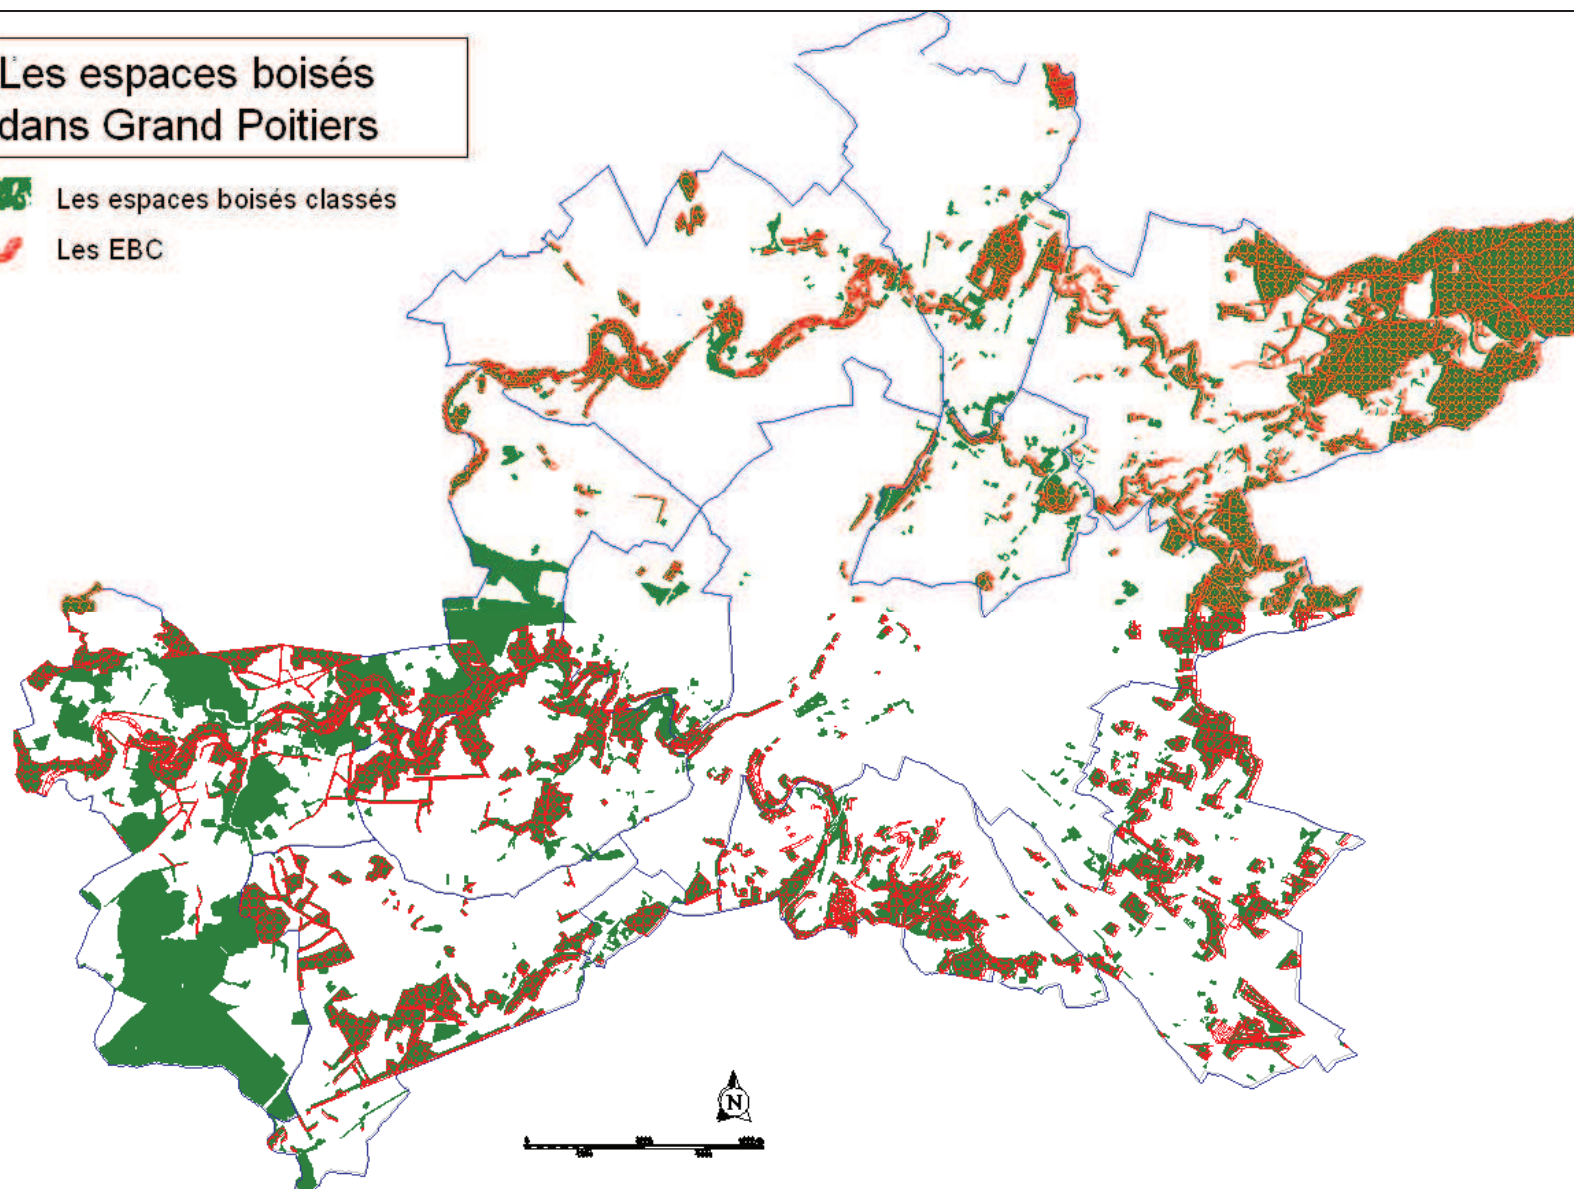 Les espaces boisés
dans Grand Poitiers
Les espaces boisés classés
Les EBC
N